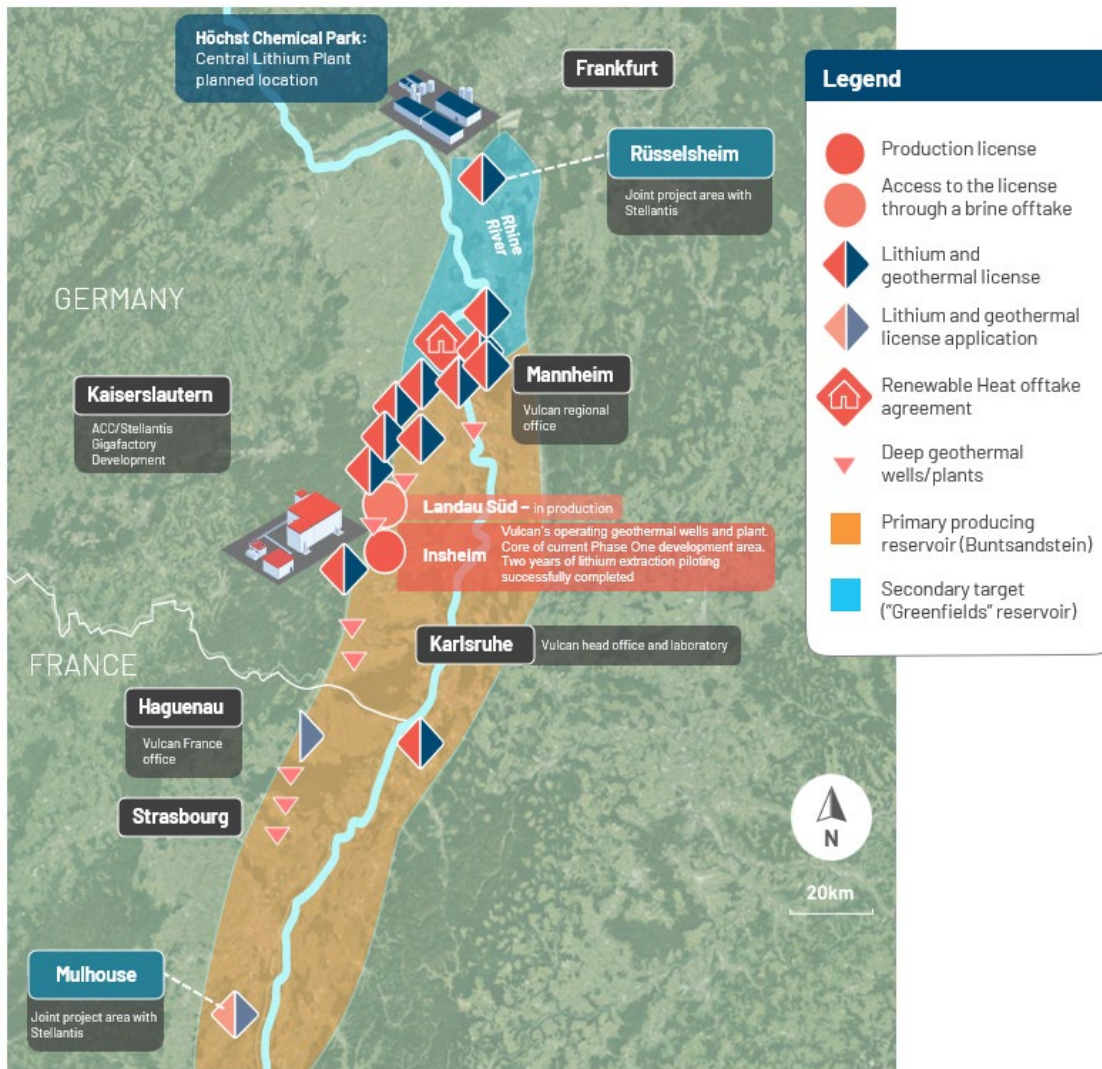 Höchst Chemical Park:
Central Lithium Plant
planned location
Frankfurt
Rüsselsheim
Joint project area with
Stellantis
Rhine
River
GERMANY
Kaiserslautern
ACC/Stellantis
Gigafactory
Development
Mannheim
Vulcan regional
office
Landau Süd – in production
Insheim
Vulcan's operating geothermal wells and plant.
Core of current Phase One development area.
Two years of lithium extraction piloting
successfully completed
Karlsruhe
Vulcan head office and laboratory
FRANCE
Haguenau
Vulcan France
office
Strasbourg
Mulhouse
Joint project area with
Stellantis
Legend
Production license
Access to the license
through a brine offtake
Lithium and
geothermal license
Lithium and geothermal
license application
Renewable Heat offtake
agreement
Deep geothermal
wells/plants
Primary producing
reservoir (Buntsandstein)
Secondary target
("Greenfields" reservoir)
N
20km